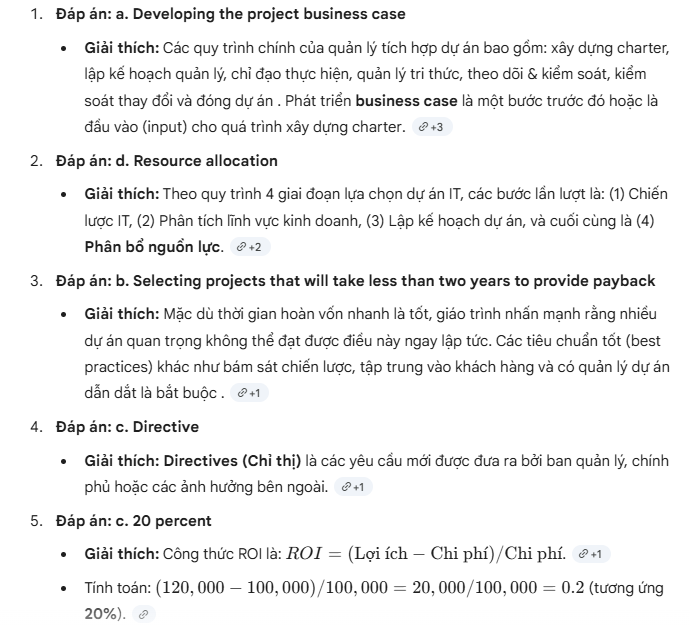 1. Đáp án: a. Developing the project business case
• Giải thích: Các quy trình chính của quản lý tích hợp dự án bao gồm: xây dựng charter,
lập kế hoạch quản lý, chỉ đạo thực hiện, quản lý tri thức, theo dõi & kiểm soát, kiểm
soát thay đổi và đóng dự án . Phát triển business case là một bước trước đó hoặc là
đầu vào (input) cho quá trình xây dựng charter. +3
2. Đáp án: d. Resource allocation
• Giải thích: Theo quy trình 4 giai đoạn lựa chọn dự án IT, các bước lần lượt là: (1) Chiến
lược IT, (2) Phân tích lĩnh vực kinh doanh, (3) Lập kế hoạch dự án, và cuối cùng là (4)
Phân bổ nguồn lực. +2
3. Đáp án: b. Selecting projects that will take less than two years to provide payback
• Giải thích: Mặc dù thời gian hoàn vốn nhanh là tốt, giáo trình nhấn mạnh rằng nhiều
dự án quan trọng không thể đạt được điều này ngay lập tức. Các tiêu chuẩn tốt (best
practices) khác như bám sát chiến lược, tập trung vào khách hàng và có quản lý dự án
dẫn dắt là bắt buộc . +1
4. Đáp án: c. Directive
• Giải thích: Directives (Chỉ thị) là các yêu cầu mới được đưa ra bởi ban quản lý, chính
phủ hoặc các ảnh hưởng bên ngoài. +1
5. Đáp án: c. 20 percent
• Giải thích: Công thức ROI là: ROI = (Lợi ích − Chi phí)/Chi phí. +1
• Tính toán: (120, 000 − 100, 000)/100, 000 = 20, 000/100, 000 = 0.2 (tương ứng
20%).